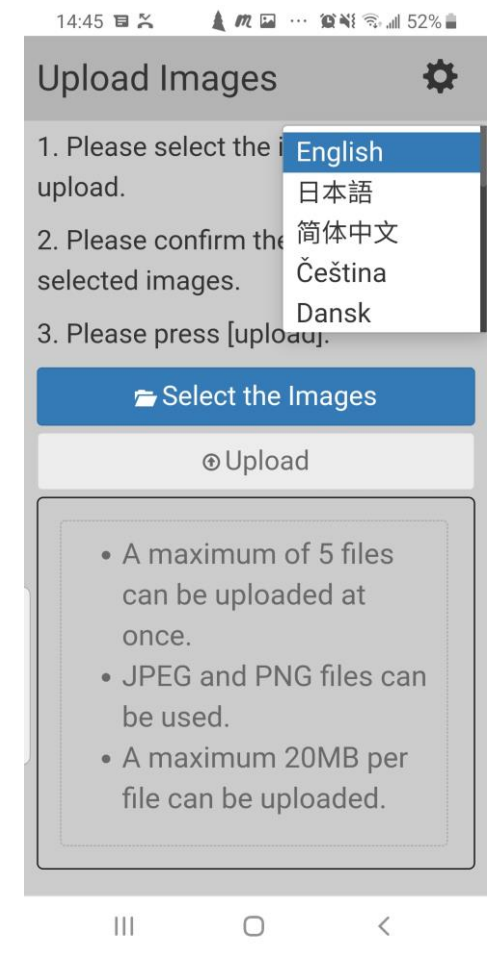 14:45
52%
Upload Images
1. Please select the i
upload.
2. Please confirm the
selected images.
3. Please press [upload].
English
日本語
简体中文
Čeština
Dansk
Select the Images
Upload
• A maximum of 5 files
can be uploaded at
once.
• JPEG and PNG files can
be used.
• A maximum 20MB per
file can be uploaded.